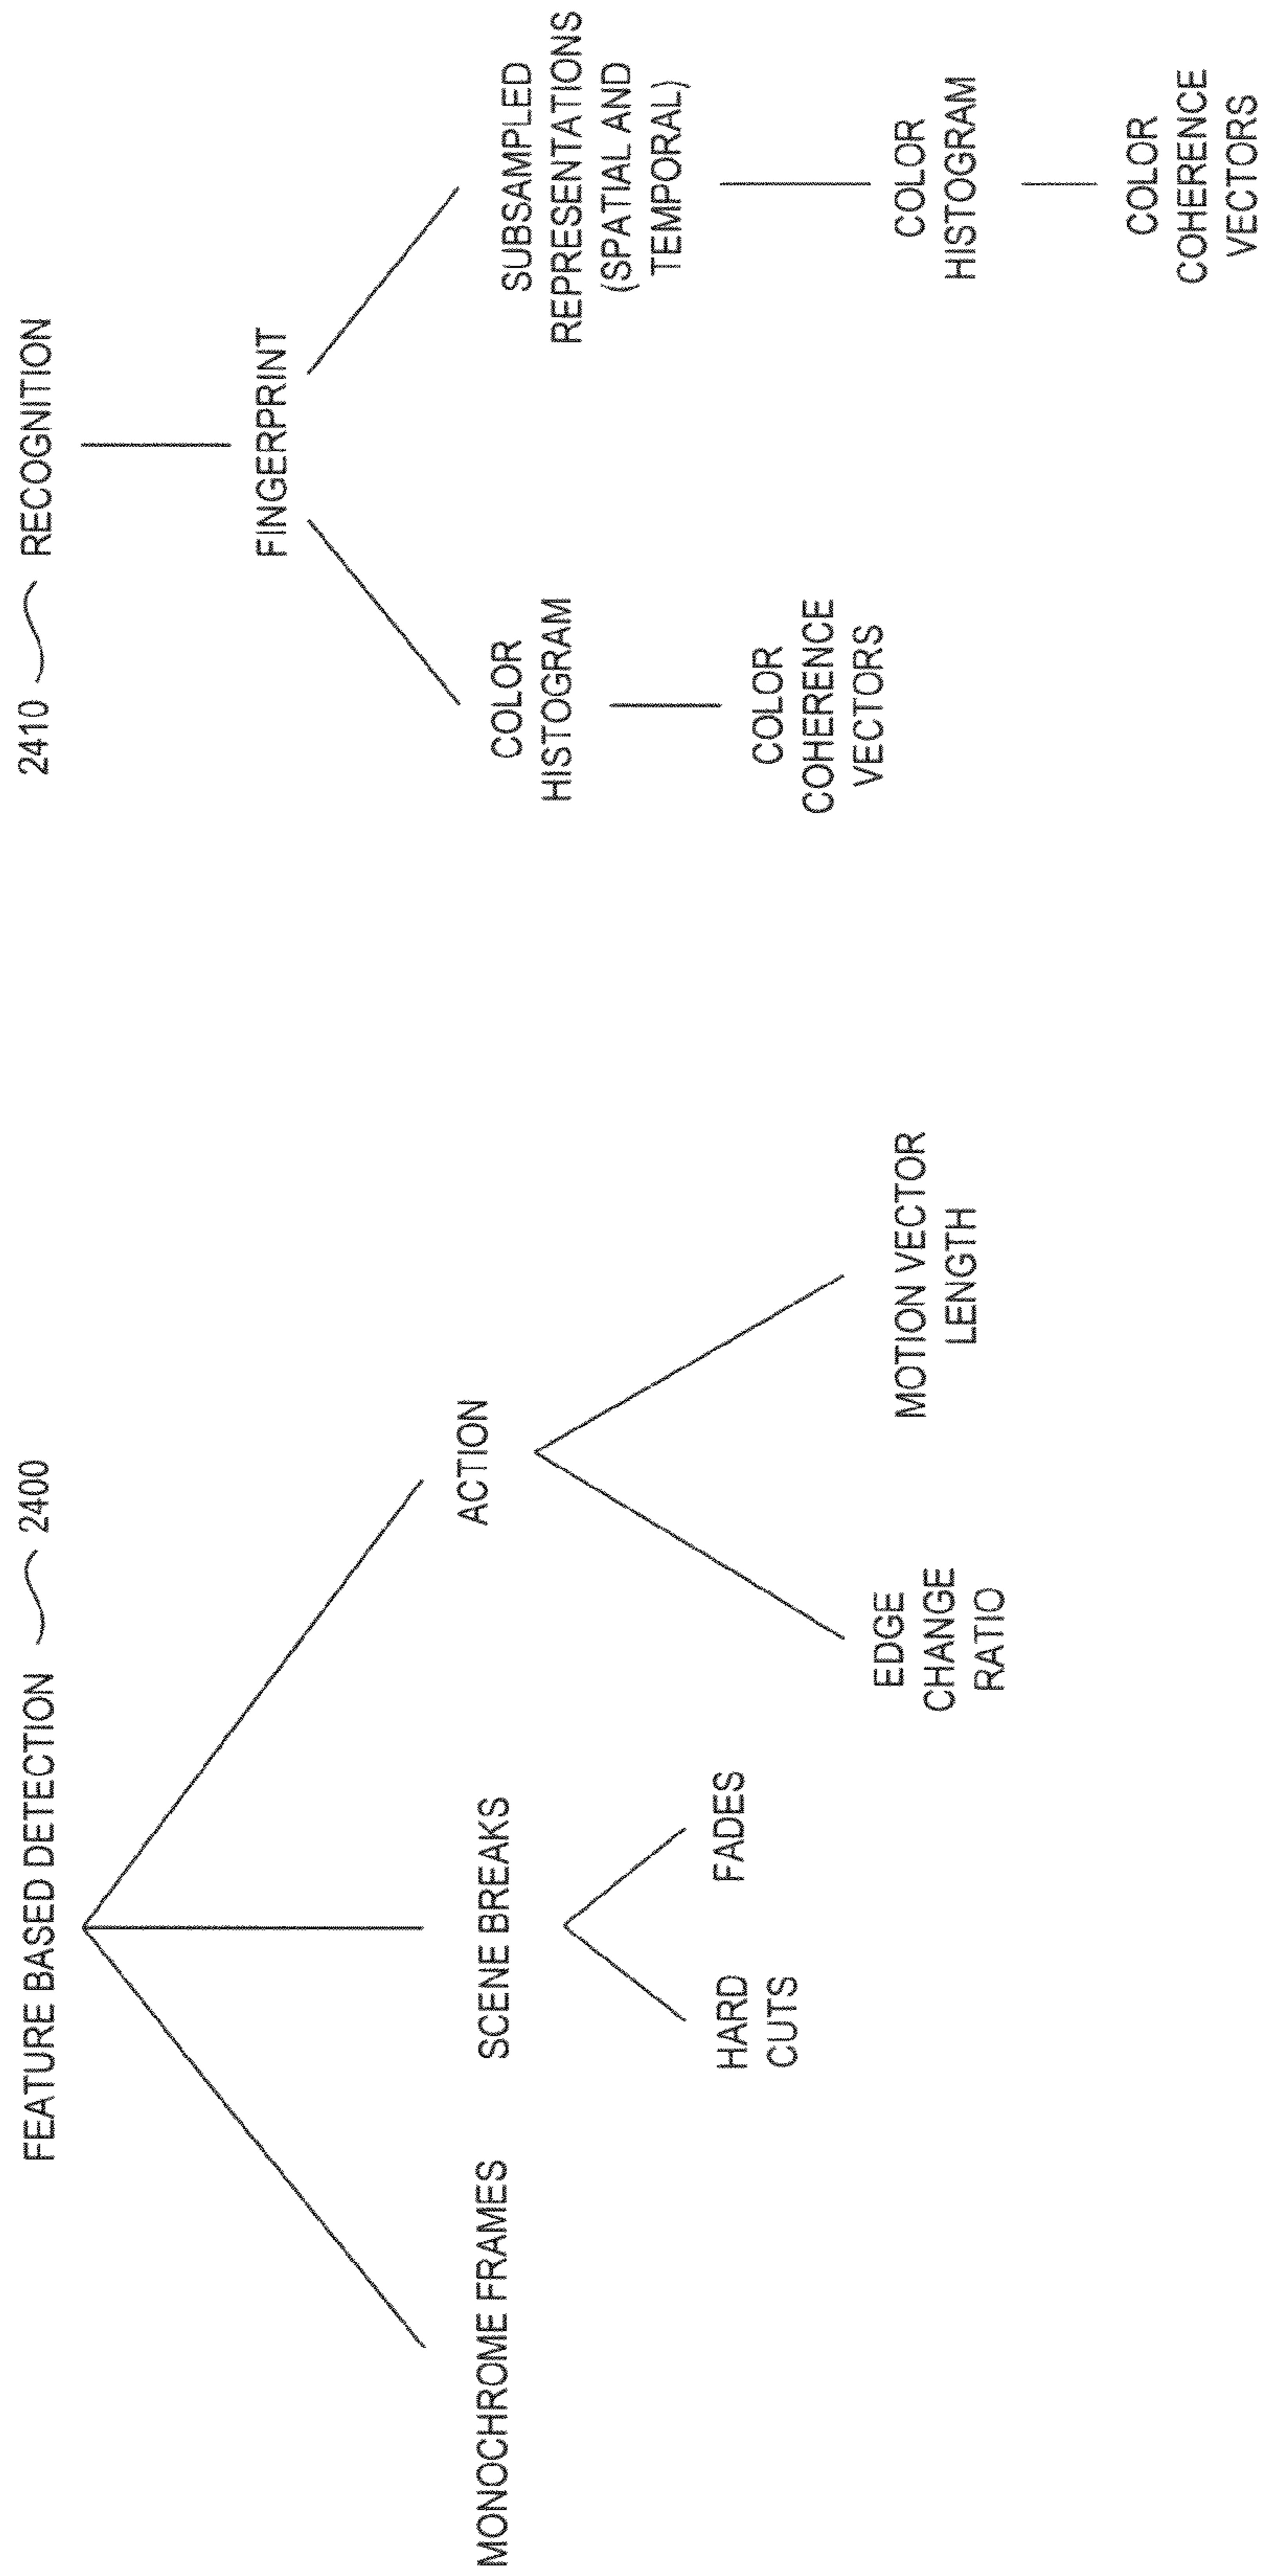 FEATURE BASED DETECTION 2400
MONOCHROME FRAMES
SCENE BREAKS
HARD
CUTS
FADES
ACTION
EDGE
CHANGE
RATIO
MOTION VECTOR
LENGTH
2410 RECOGNITION
FINGERPRINT
COLOR
HISTOGRAM
COLOR
COHERENCE
VECTORS
SUBSAMPLED
REPRESENTATIONS
(SPATIAL AND
TEMPORAL)
COLOR
HISTOGRAM
COLOR
COHERENCE
VECTORS